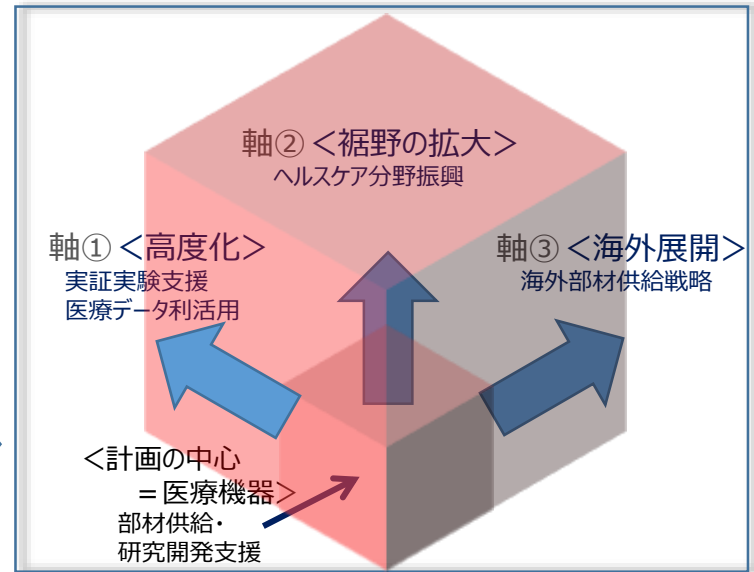 軸②＜裾野の拡大＞
ヘルスケア分野振興
軸①＜高度化＞
実証実験支援
医療データ利活用
軸③＜海外展開＞
海外部材供給戦略
＜計画の中心
＝医療機器＞
部材供給・
研究開発支援